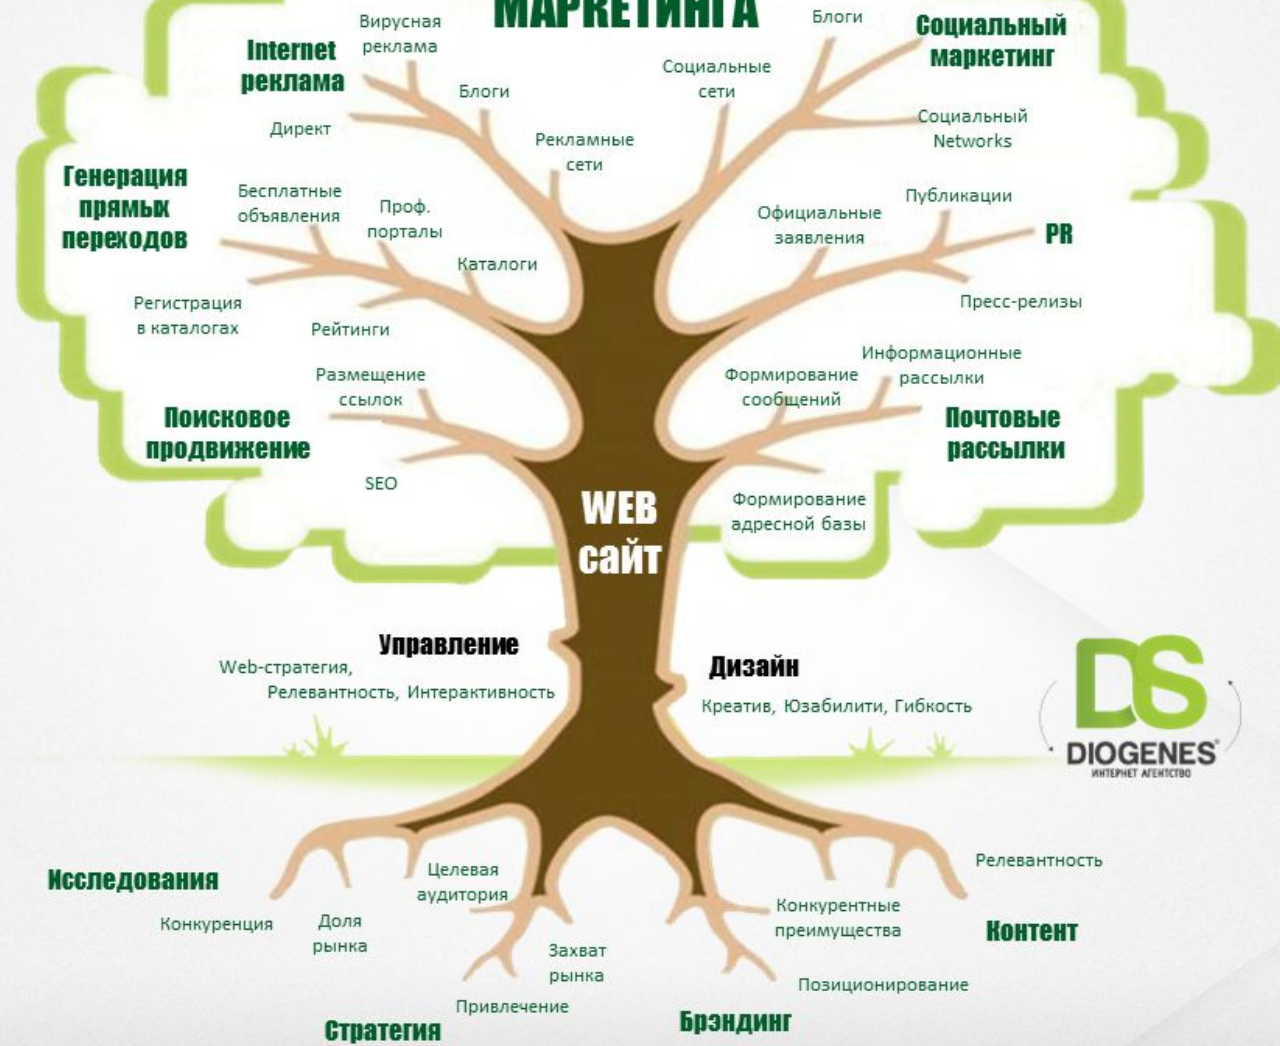 МАРКЕТИНГА
Вирусная
реклама
Internet
реклама
Блоги
Директ
Рекламные
сети
Социальные
сети
Блоги
Социальный
маркетинг
Социальный
Networks
Генерация
прямых
переходов
Бесплатные
объявления
Проф.
порталы
Каталоги
Регистрация
в каталогах
Рейтинги
Официальные
заявления
Публикации
PR
Пресс-релизы
Размещение
ссылок
Поисковое
продвижение
SEO
Формирование
сообщений
Информационные
рассылки
Почтовые
рассылки
Формирование
адресной базы
WEB
сайт
Управление
Web-стратегия,
Релевантность, Интерактивность
Дизайн
Креатив, Юзабилити, Гибкость
DS
DIOGENES®
ИНТЕРНЕТ АГЕНТСТВО
Исследования
Конкуренция
Доля
рынка
Целевая
аудитория
Захват
рынка
Привлечение
Стратегия
Конкурентные
преимущества
Позиционирование
Брэндинг
Релевантность
Контент